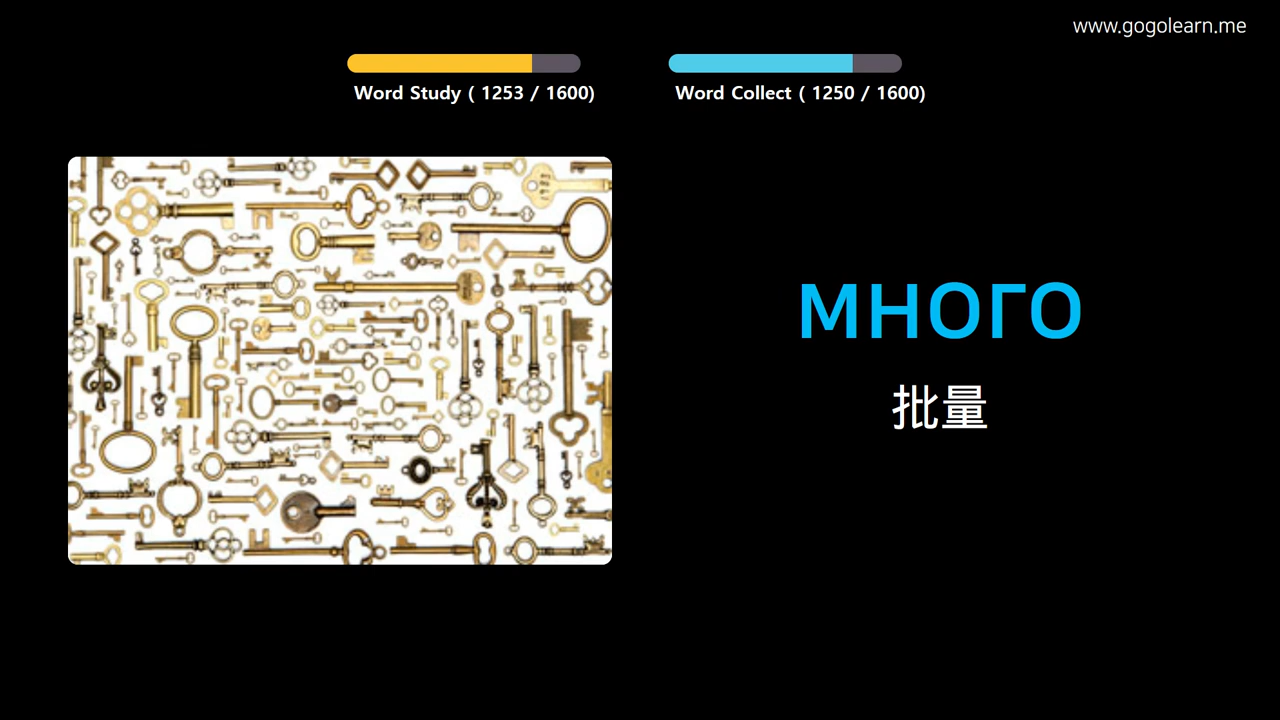 www.gogolearn.me
Word Study ( 1253 / 1600)
Word Collect ( 1250 / 1600)
много
批量